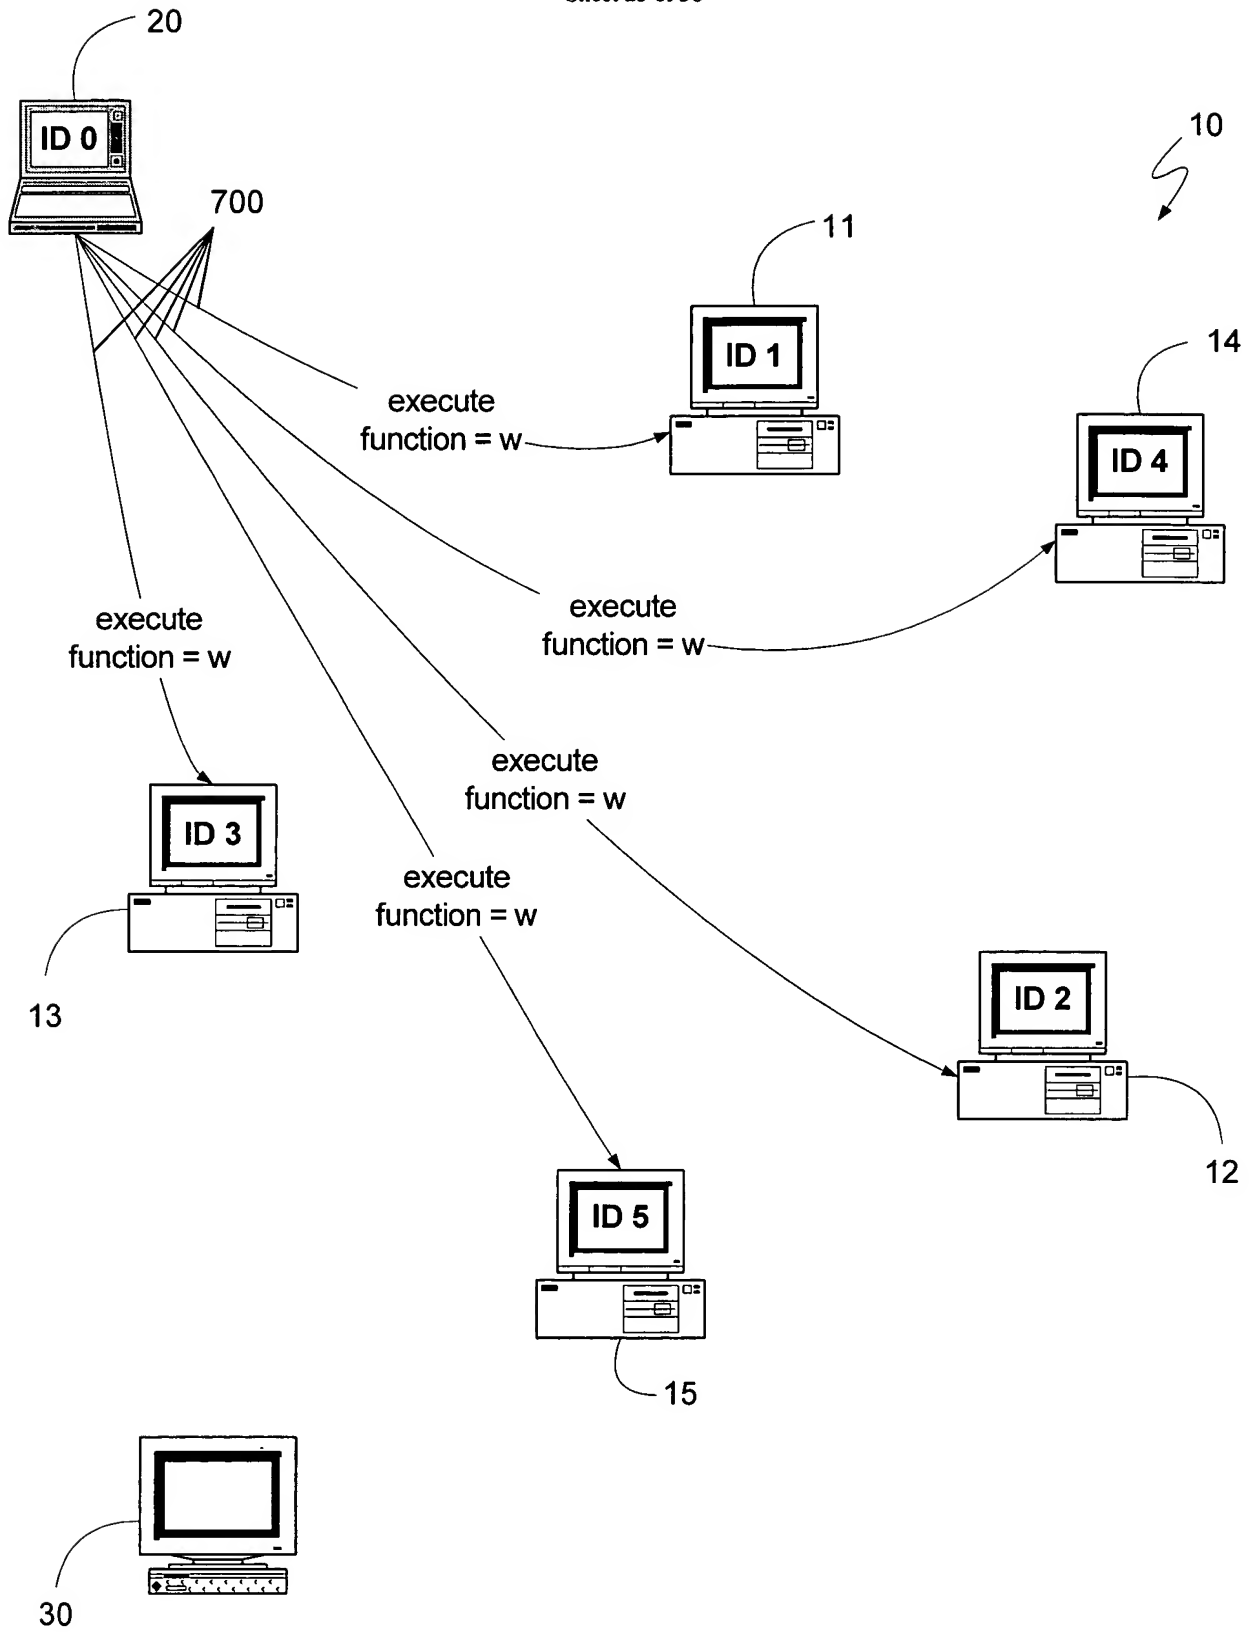 20
ID 0
10
700
11
ID 1
14
execute
function = w
ID 4
execute
function = w
execute
function = w
execute
function = w
ID 3
execute
function = w
13
ID 2
12
ID 5
15
30